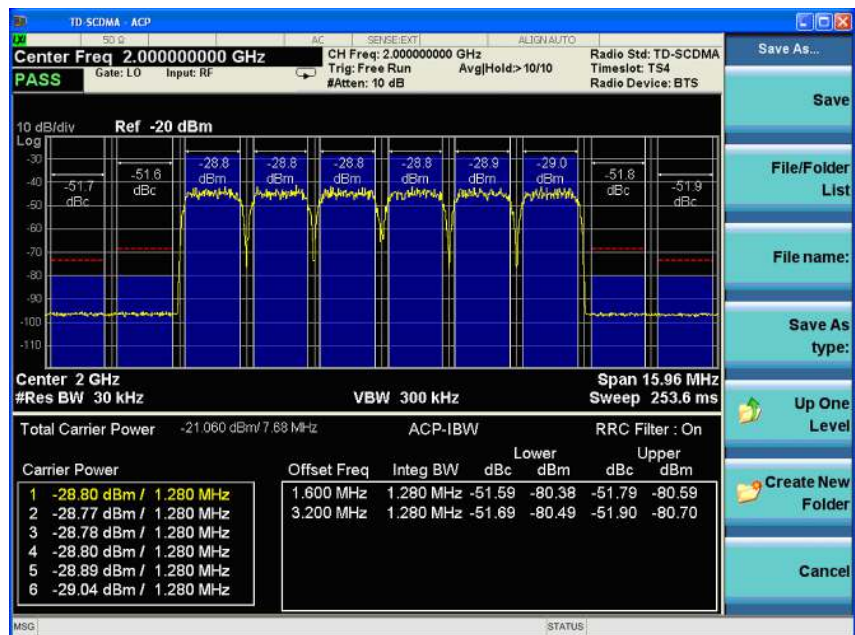 TD-SCDMA - ACP
LXI 50 Ω AC SENSE:EXT ALIGN AUTO
Center Freq 2.000000000 GHz
CH Freq: 2.000000000 GHz
Radio Std: TD-SCDMA
PASS
Gate: LO Input: RF
Trig: Free Run Avg|Hold:>10/10
Timeslot: TS4
#Atten: 10 dB
Radio Device: BTS
10 dB/div Ref -20 dBm
Log
-30
-40
-50
-60
-70
-80
-90
-100
-110
-51.7 dBc
-51.6 dBc
-28.8 dBm
-28.8 dBm
-28.8 dBm
-28.8 dBm
-28.9 dBm
-29.0 dBm
-51.8 dBc
-51.9 dBc
Center 2 GHz Span 15.96 MHz
#Res BW 30 kHz VBW 300 kHz Sweep 253.6 ms
Total Carrier Power -21.060 dBm/ 7.68 MHz ACP-IBW RRC Filter : On
Lower Upper
Carrier Power Offset Freq Integ BW dBc dBm dBc dBm
1 -28.80 dBm / 1.280 MHz
2 -28.77 dBm / 1.280 MHz
3 -28.78 dBm / 1.280 MHz
4 -28.80 dBm / 1.280 MHz
5 -28.89 dBm / 1.280 MHz
6 -29.04 dBm / 1.280 MHz
1.600 MHz 1.280 MHz -51.59 -80.38 -51.79 -80.59
3.200 MHz 1.280 MHz -51.69 -80.49 -51.90 -80.70
MSG STATUS
Save As...
Save
File/Folder
List
File name:
Save As
type:
Up One
Level
Create New
Folder
Cancel